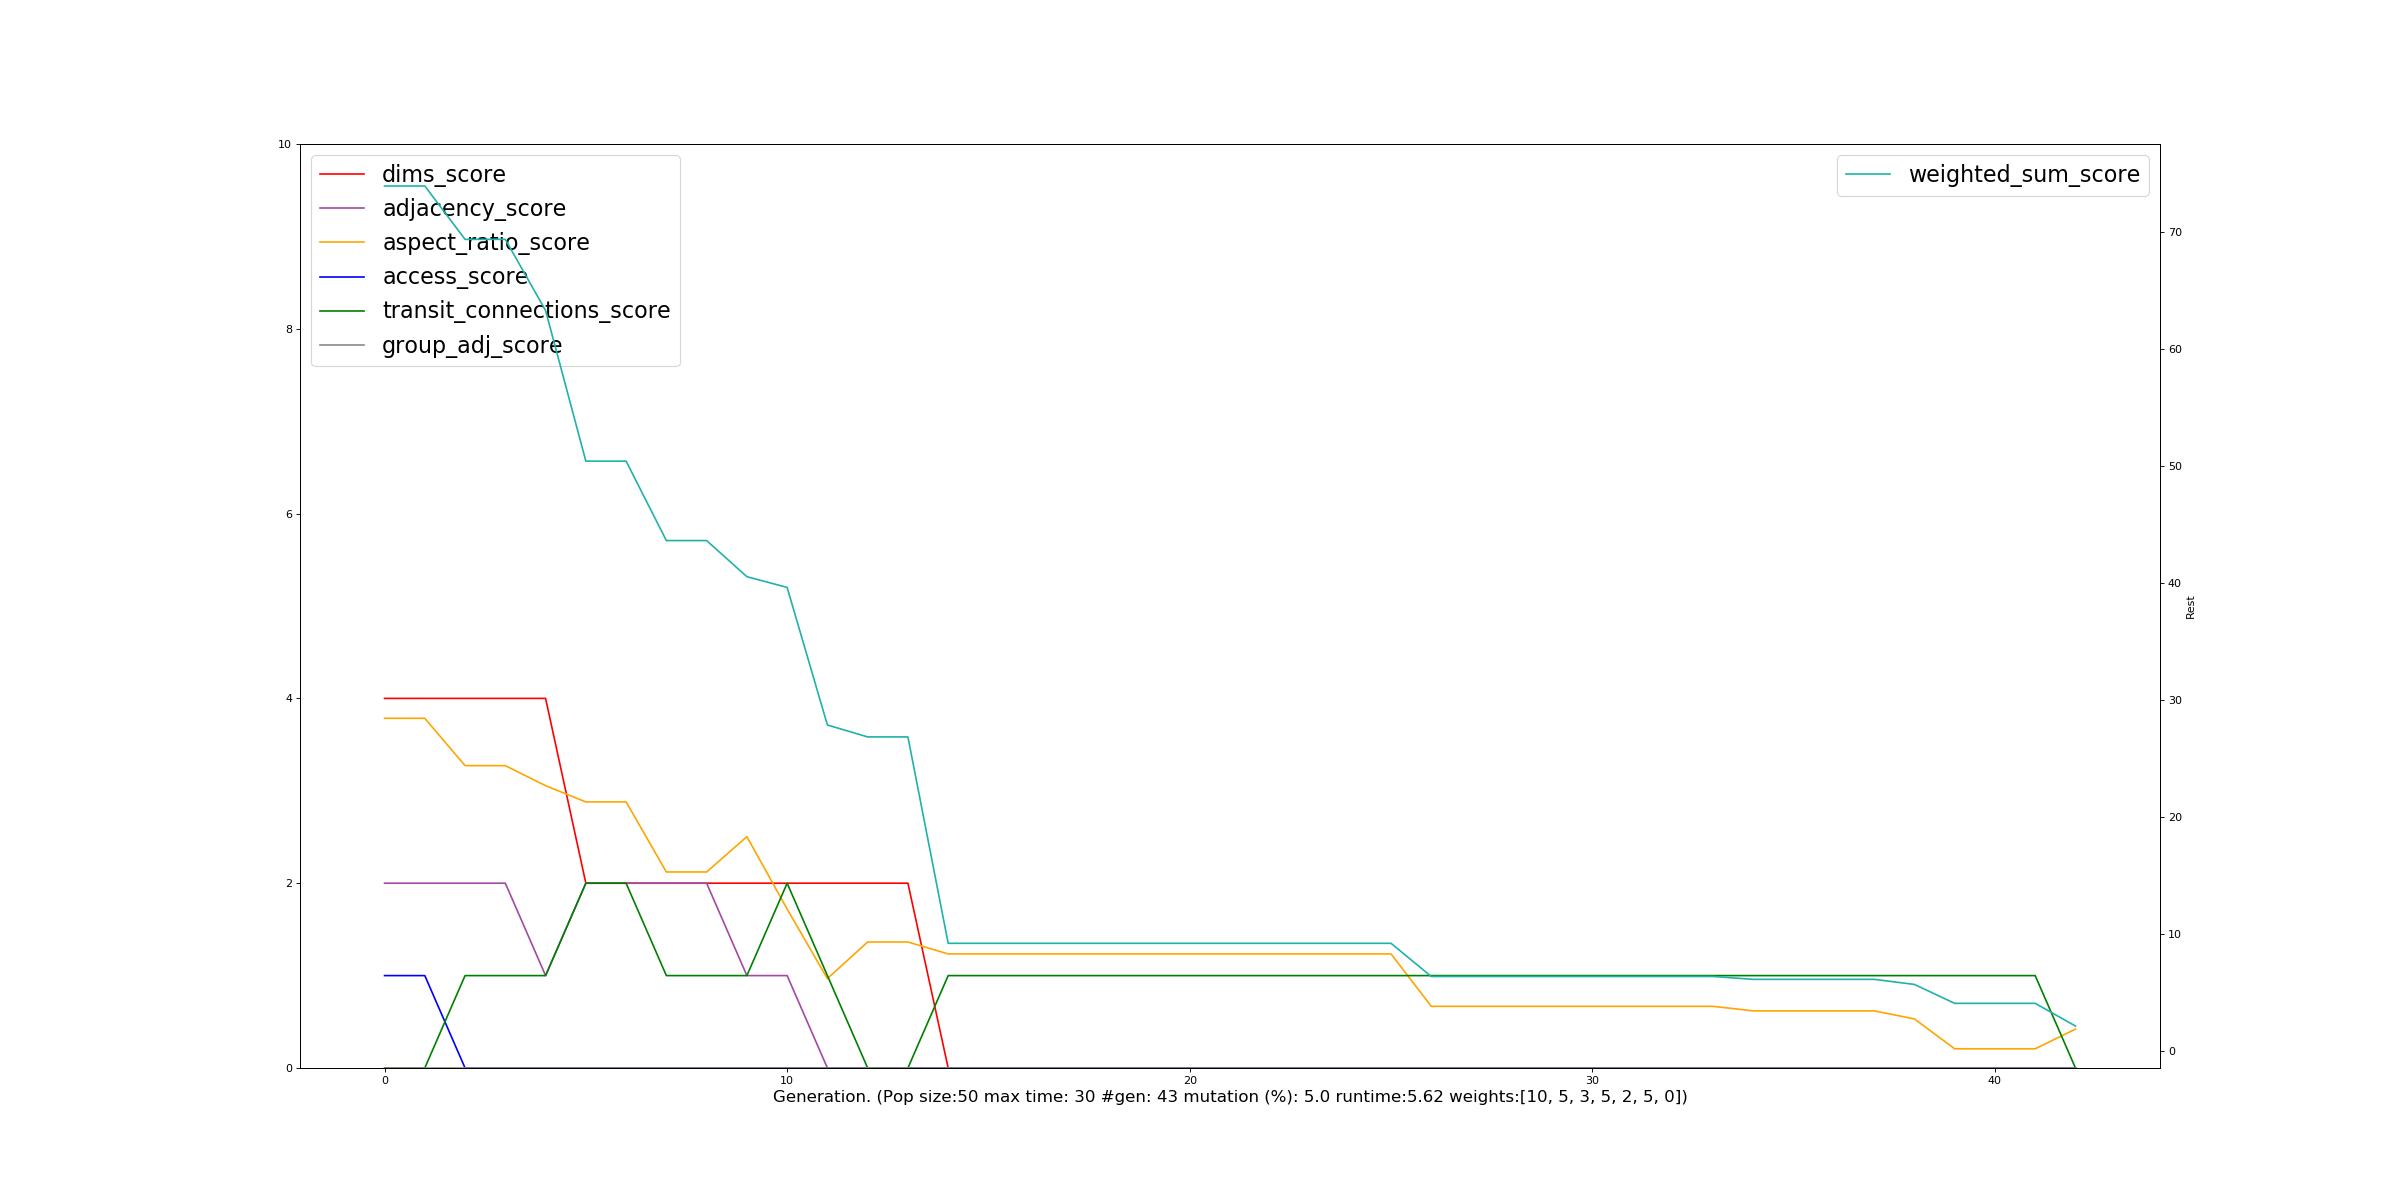 10
8
6
4
2
0
dims_score
adjacency_score
aspect_ratio_score
access_score
transit_connections_score
group_adj_score
weighted_sum_score
70
60
50
40
30
20
10
0
Rest
0 10 20 30 40
Generation. (Pop size:50 max time: 30 #gen: 43 mutation (%): 5.0 runtime:5.62 weights:[10, 5, 3, 5, 2, 5, 0])